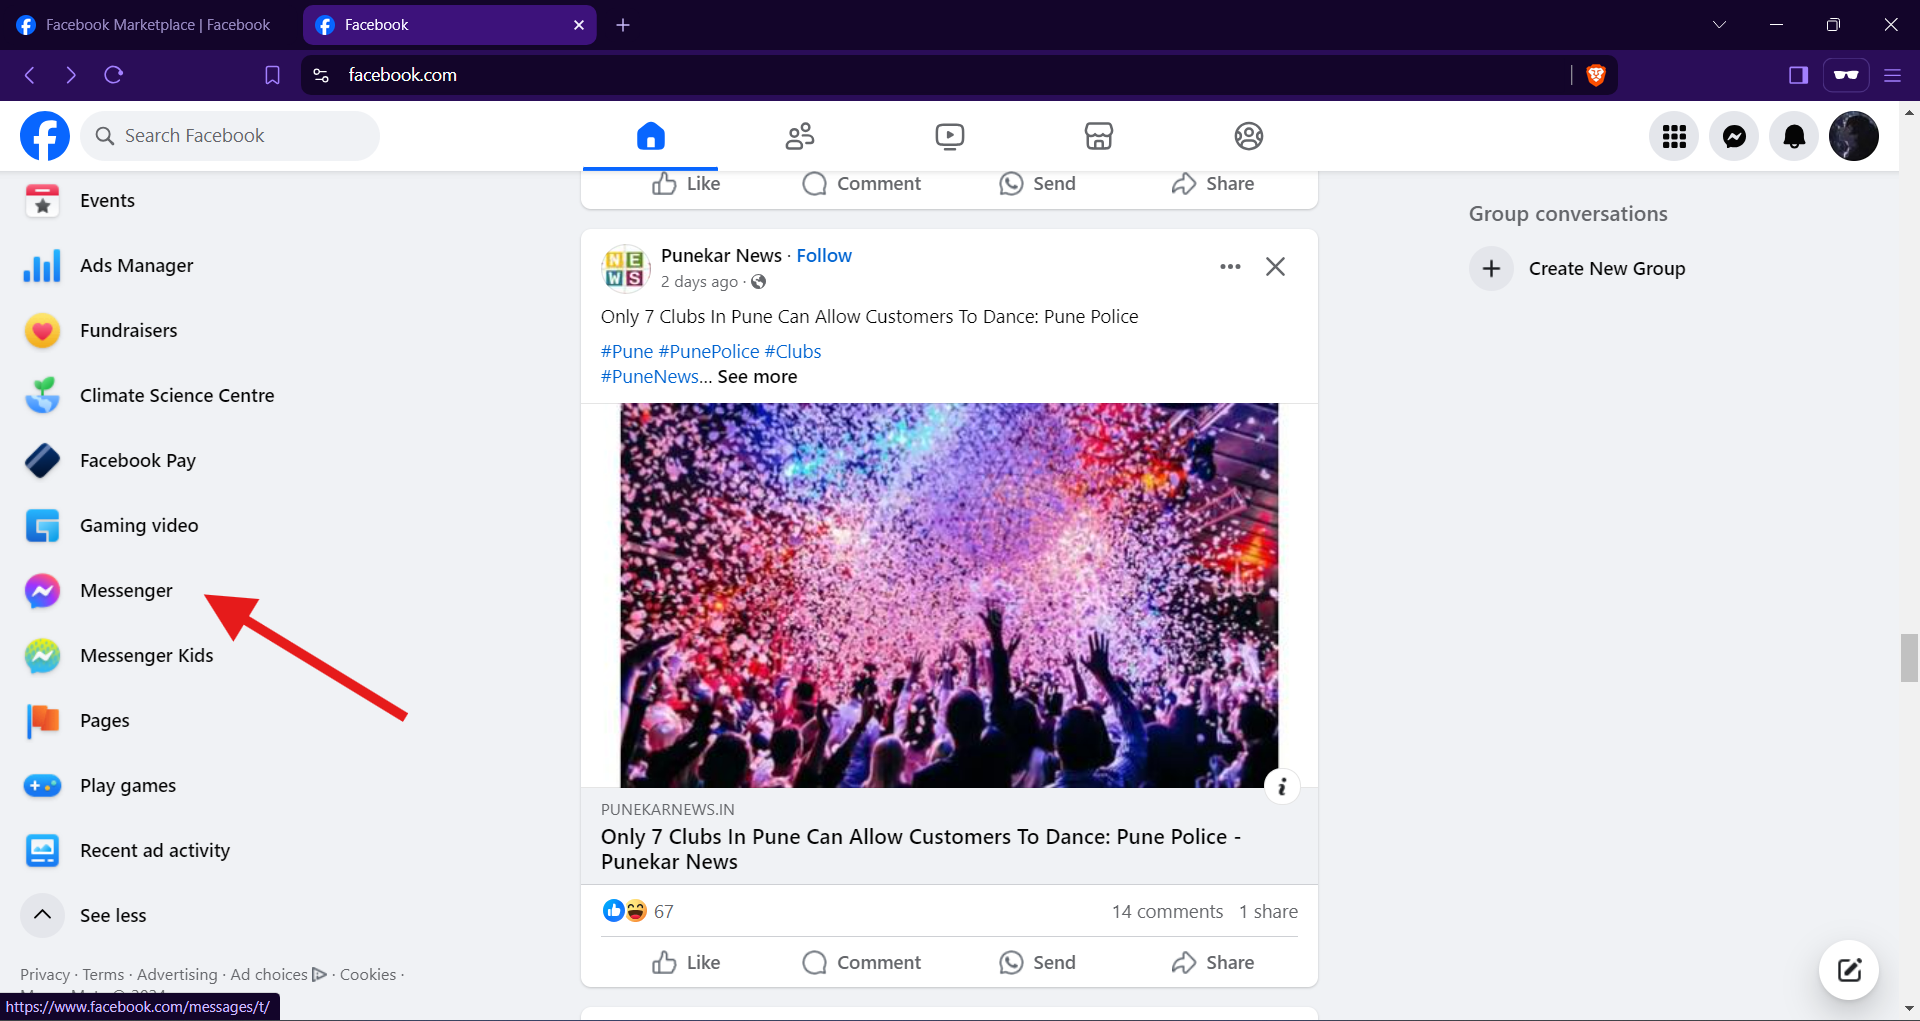 Facebook Marketplace | Facebook
Facebook
facebook.com
Search Facebook
Events
Ads Manager
Fundraisers
Climate Science Centre
Facebook Pay
Gaming video
Messenger
Messenger Kids
Pages
Play games
Recent ad activity
See less
Privacy · Terms · Advertising · Ad choices · Cookies ·
https://www.facebook.com/messages/t/
Like Comment Send Share
Punekar News · Follow
2 days ago ·
Only 7 Clubs In Pune Can Allow Customers To Dance: Pune Police
#Pune #PunePolice #Clubs
#PuneNews... See more
NEWS
PUNEKARNEWS.IN
Only 7 Clubs In Pune Can Allow Customers To Dance: Pune Police -
Punekar News
67 14 comments 1 share
Like Comment Send Share
Group conversations
Create New Group